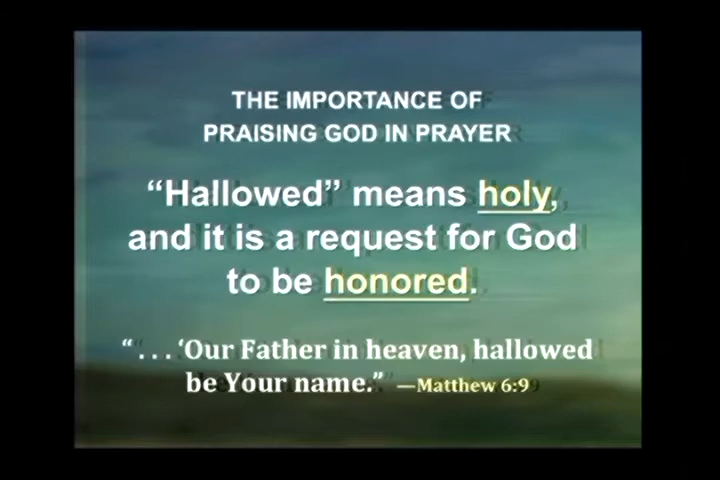 THE IMPORTANCE OF
PRAISING GOD IN PRAYER
“Hallowed” means holy,
and it is a request for God
to be honored.
“ . . . ‘Our Father in heaven, hallowed
be Your name.” —Matthew 6:9